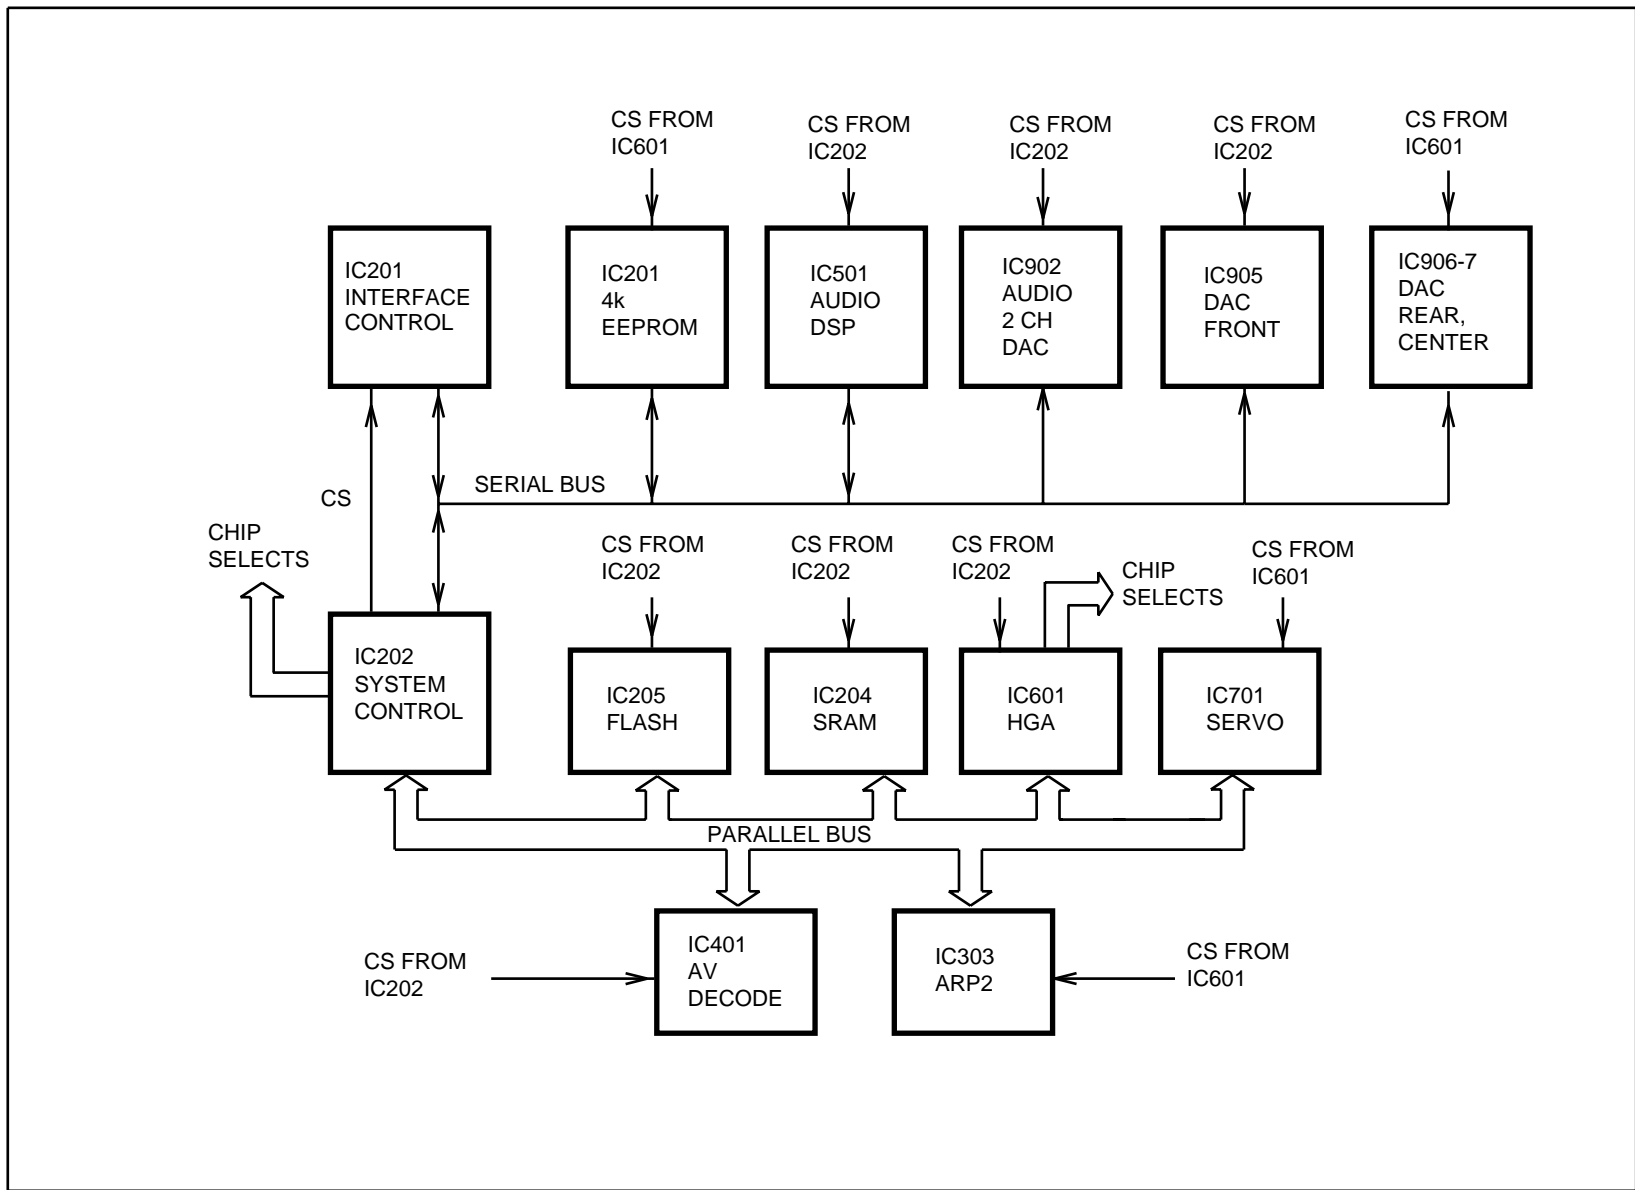 CS FROM
IC601
CS FROM
IC202
CS FROM
IC202
CS FROM
IC202
CS FROM
IC601
IC201
INTERFACE
CONTROL
IC201
4k
EEPROM
IC501
AUDIO
DSP
IC902
AUDIO
2 CH
DAC
IC905
DAC
FRONT
IC906-7
DAC
REAR,
CENTER
SERIAL BUS
CS
CHIP
SELECTS
CS FROM
IC202
CS FROM
IC202
CS FROM
IC202
CHIP
SELECTS
CS FROM
IC601
IC202
SYSTEM
CONTROL
IC205
FLASH
IC204
SRAM
IC601
HGA
IC701
SERVO
PARALLEL BUS
CS FROM
IC202
IC401
AV
DECODE
IC303
ARP2
CS FROM
IC601